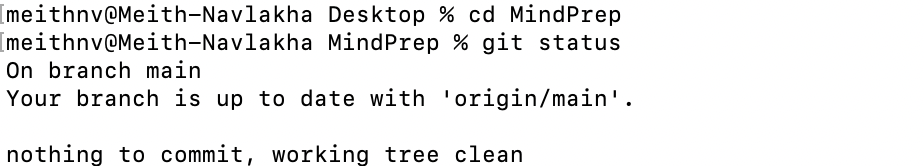 [meithnv@Meith-Navlakha Desktop % cd MindPrep
[meithnv@Meith-Navlakha MindPrep % git status
On branch main
Your branch is up to date with 'origin/main'.

nothing to commit, working tree clean